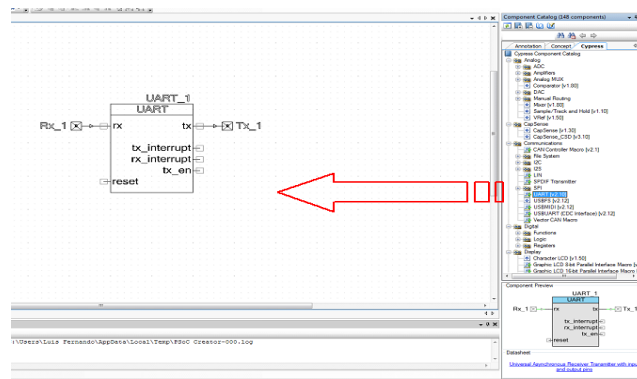 Component Catalog (148 components)
Annotation
Concept
Cypress
Cypress Component Catalog
Analog
ADC
Amplifiers
Analog MUX
Comparator [v1.80]
DAC
Manual Routing
Mixer [v1.80]
Sample/Track and Hold [v1.10]
VRef [v1.50]
CapSense
CapSense [v1.30]
CapSense_CSD [v3.10]
Communications
CAN Controller Macro [v2.1]
File System
I2C
I2S
LIN
SPDIF Transmitter
SPI
UART [v2.10]
USBFS [v2.12]
USBMIDI [v2.12]
USBUART (CDC Interface) [v2.12]
Vector CAN Macro
Digital
Functions
Logic
Registers
Display
Character LCD [v1.50]
Graphic LCD 8-bit Parallel Interface Macro [v
Graphic LCD 16-bit Parallel Interface Macro
UART_1
UART
Rx_1
rx
tx
Tx_1
tx_interrupt
rx_interrupt
tx_en
reset
Component Preview
UART_1
UART
Rx_1
rx
tx
Tx_1
tx_interrupt
rx_interrupt
tx_en
reset
Datasheet
Universal Asynchronous Receiver Transmitter with inpu
and output pins
:\Users\Luis Fernando\AppData\Local\Temp\PSoC Creator-000.log